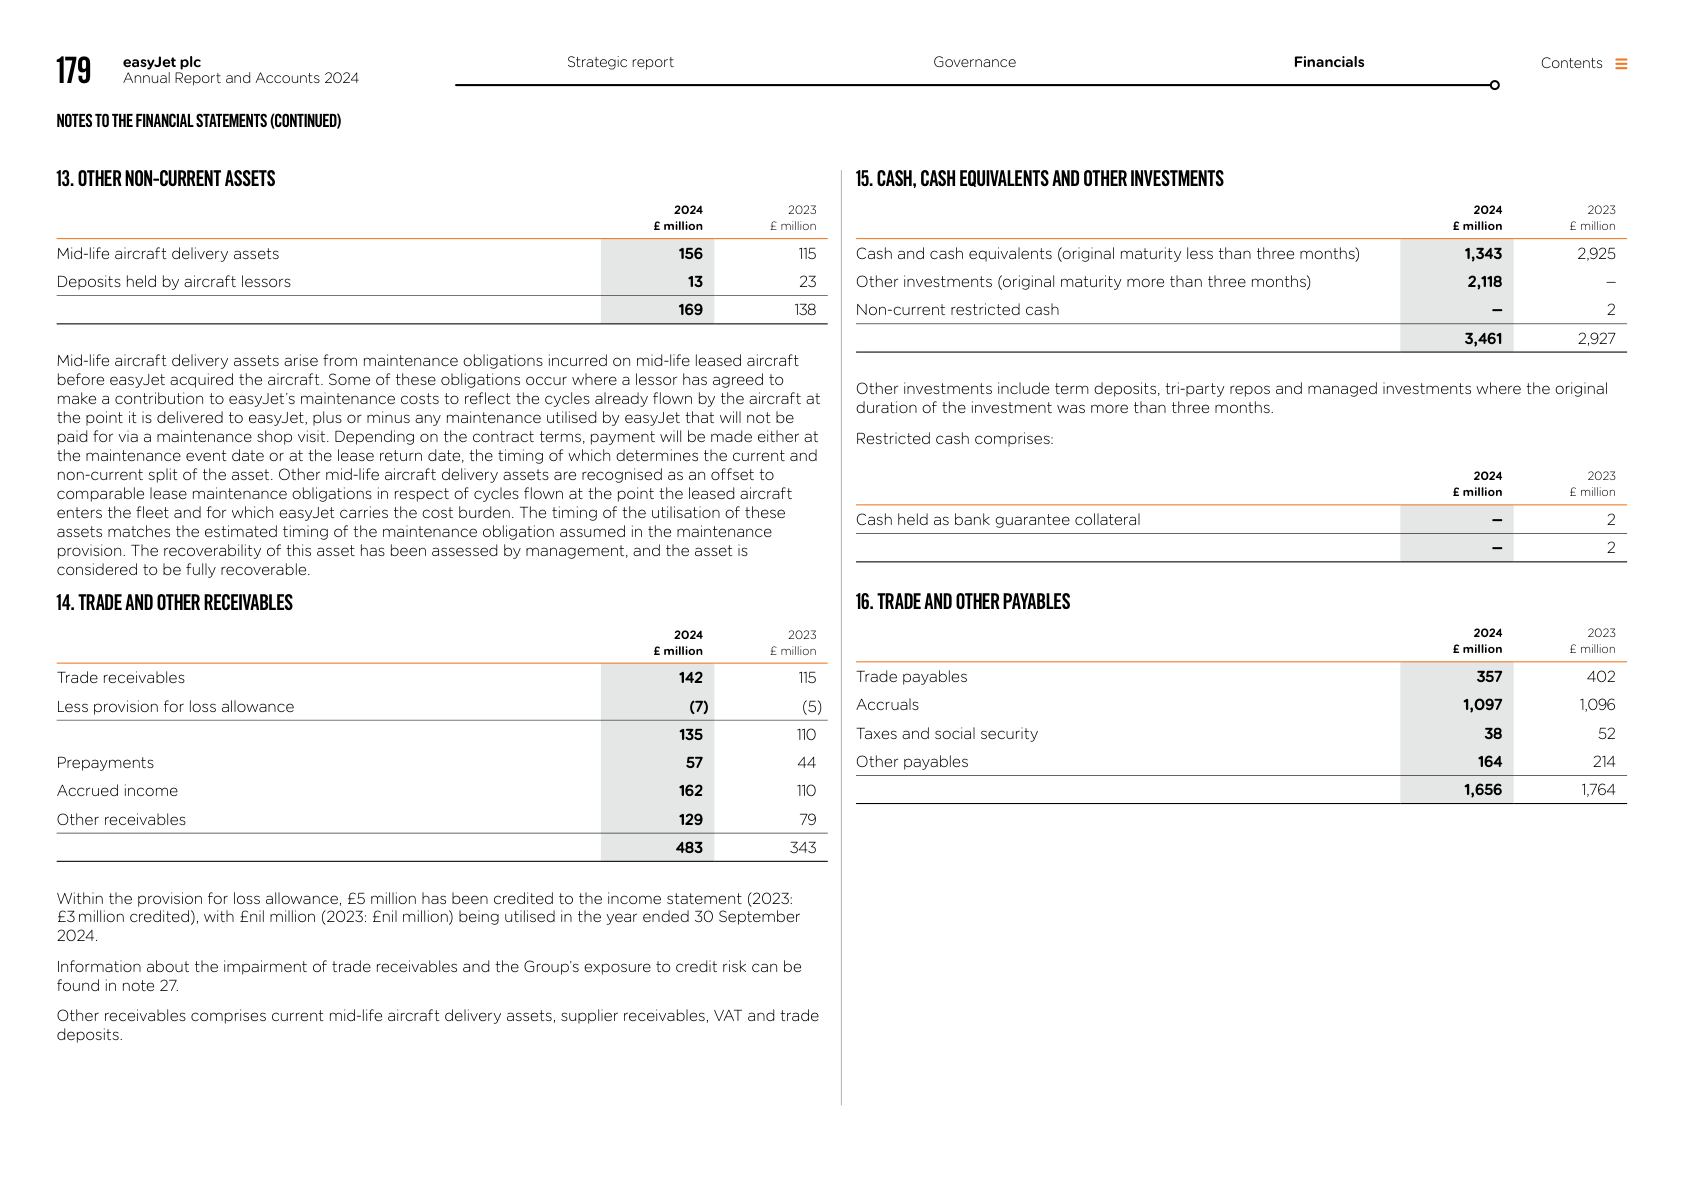 179
easyJet plc
Annual Report and Accounts 2024
Strategic report
Governance
Financials
Contents
NOTES TO THE FINANCIAL STATEMENTS (CONTINUED)
13. OTHER NON-CURRENT ASSETS
2024 2023
£ million £ million
Mid-life aircraft delivery assets 156 115
Deposits held by aircraft lessors 13 23
169 138
Mid-life aircraft delivery assets arise from maintenance obligations incurred on mid-life leased aircraft
before easyJet acquired the aircraft. Some of these obligations occur where a lessor has agreed to
make a contribution to easyJet’s maintenance costs to reflect the cycles already flown by the aircraft at
the point it is delivered to easyJet, plus or minus any maintenance utilised by easyJet that will not be
paid for via a maintenance shop visit. Depending on the contract terms, payment will be made either at
the maintenance event date or at the lease return date, the timing of which determines the current and
non-current split of the asset. Other mid-life aircraft delivery assets are recognised as an offset to
comparable lease maintenance obligations in respect of cycles flown at the point the leased aircraft
enters the fleet and for which easyJet carries the cost burden. The timing of the utilisation of these
assets matches the estimated timing of the maintenance obligation assumed in the maintenance
provision. The recoverability of this asset has been assessed by management, and the asset is
considered to be fully recoverable.
14. TRADE AND OTHER RECEIVABLES
2024 2023
£ million £ million
Trade receivables 142 115
Less provision for loss allowance (7) (5)
135 110
Prepayments 57 44
Accrued income 162 110
Other receivables 129 79
483 343
Within the provision for loss allowance, £5 million has been credited to the income statement (2023:
£3 million credited), with £nil million (2023: £nil million) being utilised in the year ended 30 September
2024.
Information about the impairment of trade receivables and the Group’s exposure to credit risk can be
found in note 27.
Other receivables comprises current mid-life aircraft delivery assets, supplier receivables, VAT and trade
deposits.
15. CASH, CASH EQUIVALENTS AND OTHER INVESTMENTS
2024 2023
£ million £ million
Cash and cash equivalents (original maturity less than three months) 1,343 2,925
Other investments (original maturity more than three months) 2,118 –
Non-current restricted cash – 2
3,461 2,927
Other investments include term deposits, tri-party repos and managed investments where the original
duration of the investment was more than three months.
Restricted cash comprises:
2024 2023
£ million £ million
Cash held as bank guarantee collateral – 2
– 2
16. TRADE AND OTHER PAYABLES
2024 2023
£ million £ million
Trade payables 357 402
Accruals 1,097 1,096
Taxes and social security 38 52
Other payables 164 214
1,656 1,764